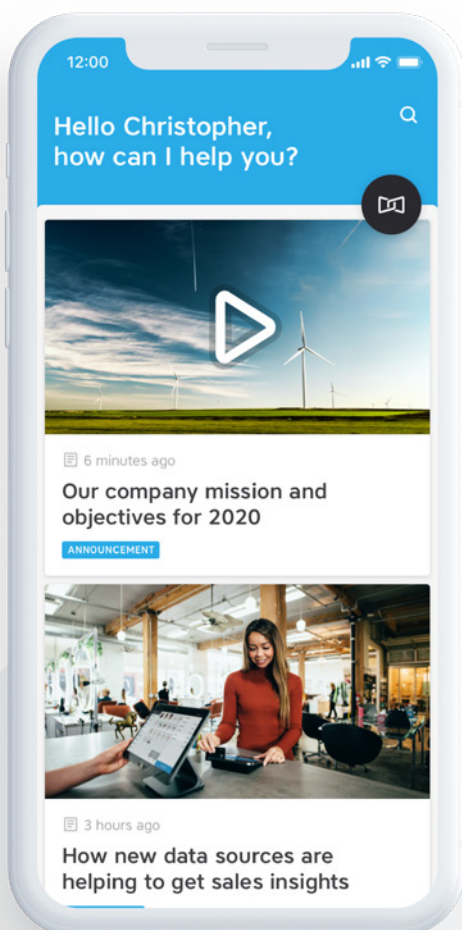 12:00
Hello Christopher,
how can I help you?
6 minutes ago
Our company mission and
objectives for 2020
ANNOUNCEMENT
3 hours ago
How new data sources are
helping to get sales insights